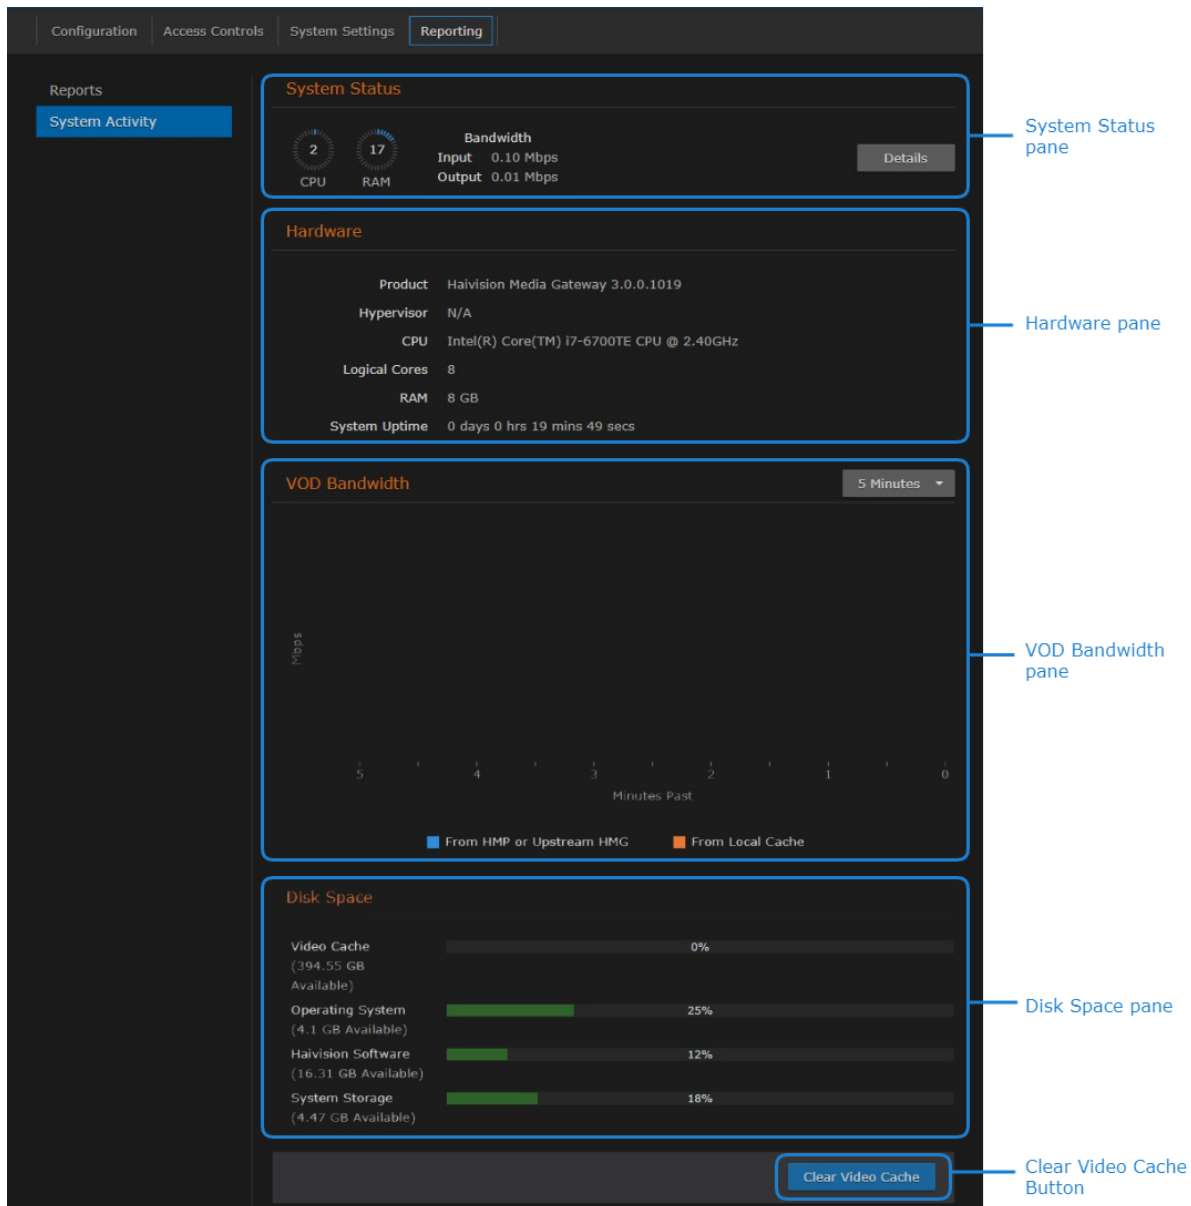 Configuration Access Controls System Settings Reporting
Reports
System Activity
System Status
2 17
CPU RAM
Bandwidth
Input 0.10 Mbps
Output 0.01 Mbps
Details
System Status
pane
Hardware
Product Haivision Media Gateway 3.0.0.1019
Hypervisor N/A
CPU Intel(R) Core(TM) i7-6700TE CPU @ 2.40GHz
Logical Cores 8
RAM 8 GB
System Uptime 0 days 0 hrs 19 mins 49 secs
Hardware pane
VOD Bandwidth 5 Minutes
Mbps
5 4 3 2 1 0
Minutes Past
From HMP or Upstream HMG From Local Cache
VOD Bandwidth
pane
Disk Space
Video Cache 0%
(394.55 GB
Available)
Operating System 25%
(4.1 GB Available)
Haivision Software 12%
(16.31 GB Available)
System Storage 18%
(4.47 GB Available)
Disk Space pane
Clear Video Cache
Clear Video Cache
Button